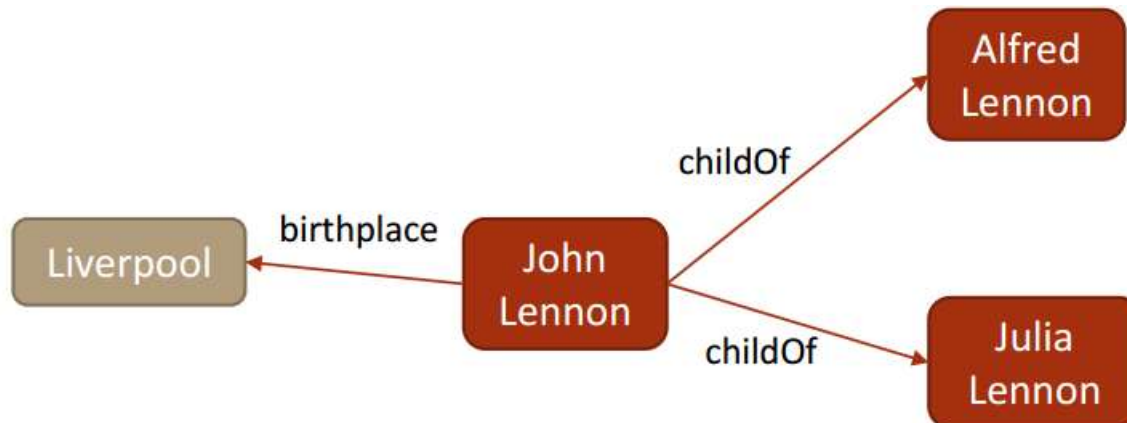 Alfred
Lennon
childOf
birthplace
Liverpool
John
Lennon
childOf
Julia
Lennon